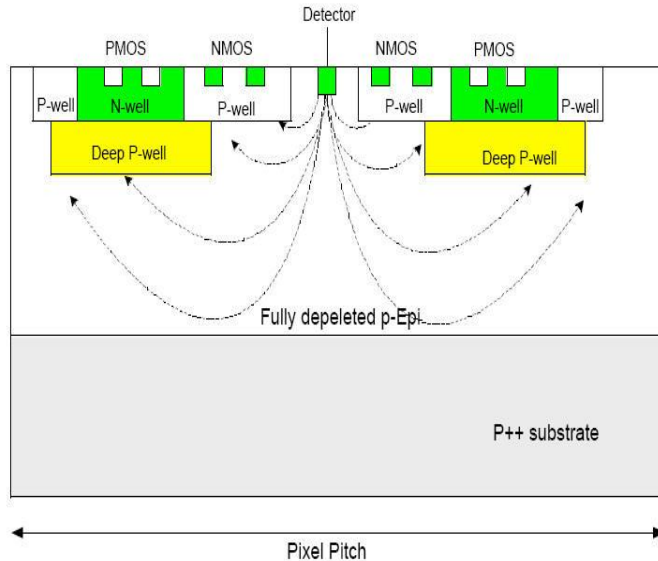 Detector
PMOS NMOS NMOS PMOS
P-well N-well P-well P-well N-well P-well
Deep P-well Deep P-well
Fully depeleted p-Epi
P++ substrate
Pixel Pitch